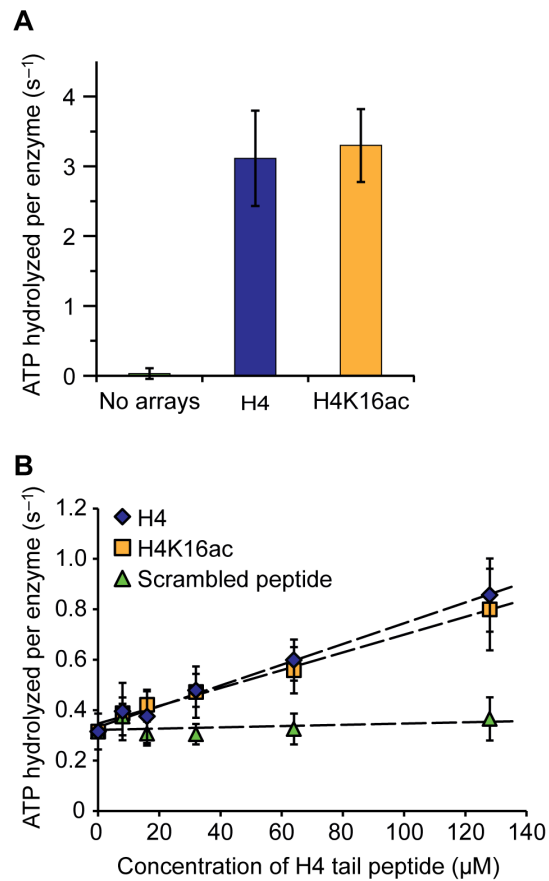 A
ATP hydrolyzed per enzyme (s⁻¹)
4
3
2
1
0
No arrays H4 H4K16ac
B
ATP hydrolyzed per enzyme (s⁻¹)
1.2
1.0
0.8
0.6
0.4
0.2
0
H4
H4K16ac
Scrambled peptide
0 20 40 60 80 100 120 140
Concentration of H4 tail peptide (µM)